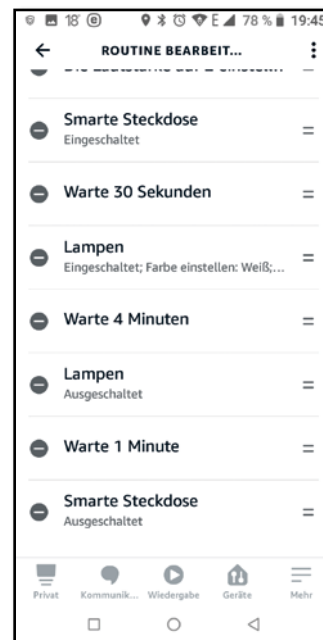 18° e E 78 % 19:45
ROUTINE BEARBEIT...
Smarte Steckdose
Eingeschaltet
Warte 30 Sekunden
Lampen
Eingeschaltet; Farbe einstellen: Weiß;...
Warte 4 Minuten
Lampen
Ausgeschaltet
Warte 1 Minute
Smarte Steckdose
Ausgeschaltet
Privat Kommunik... Wiedergabe Geräte Mehr